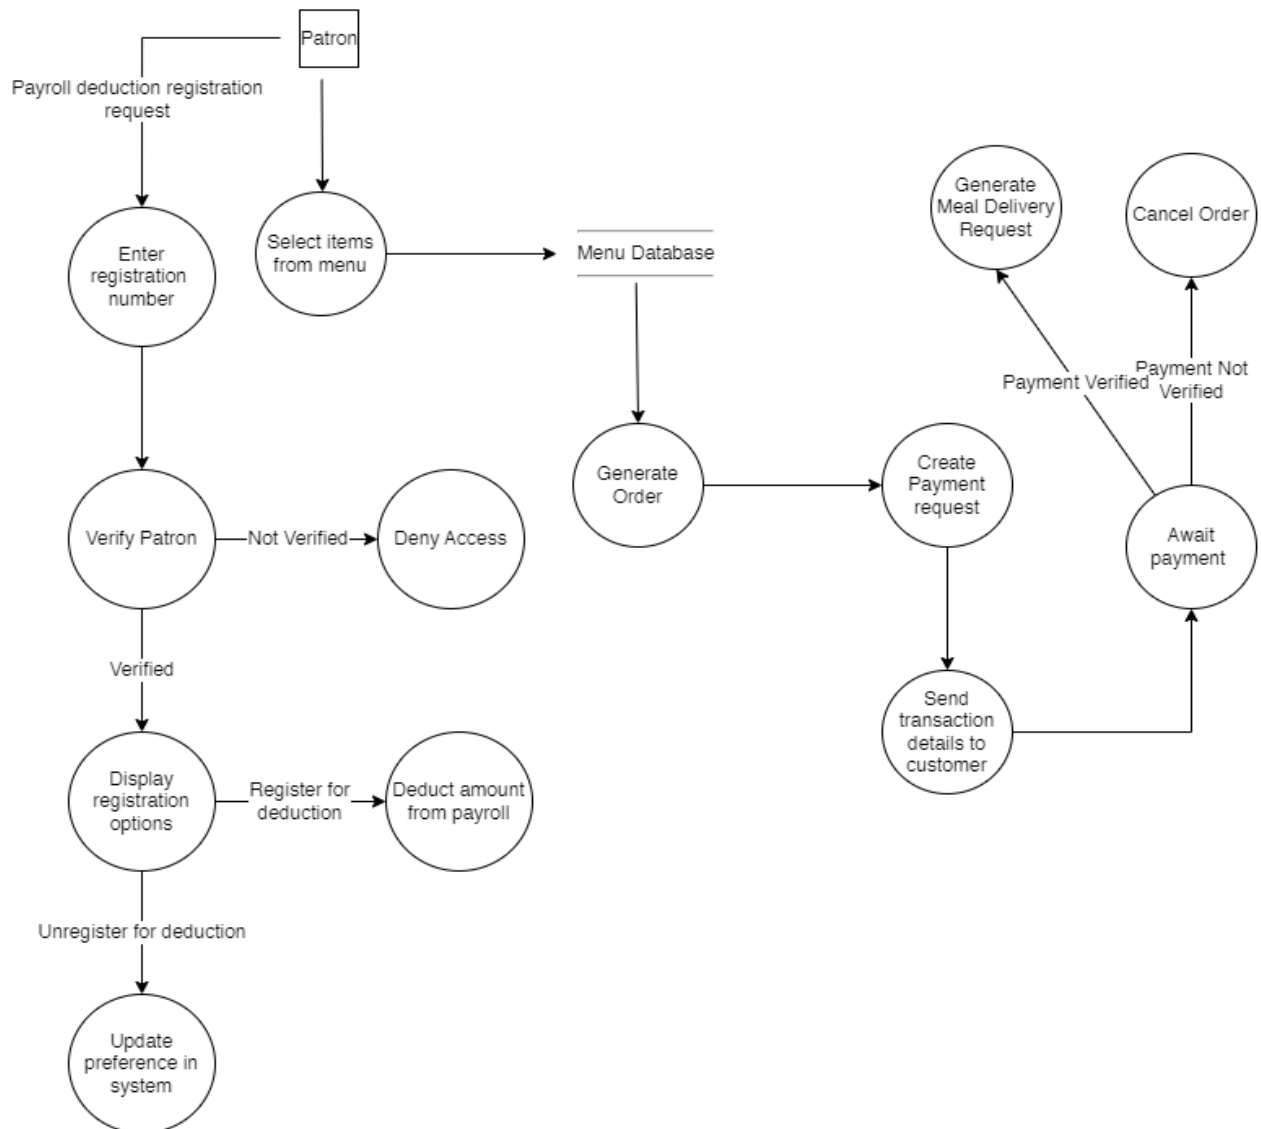 Patron
Payroll deduction registration
request
Enter
registration
number
Select items
from menu
Menu Database
Generate
Meal Delivery
Request
Cancel Order
Payment Verified
Payment Not
Verified
Generate
Order
Create
Payment
request
Await
payment
Verify Patron
Not Verified
Deny Access
Verified
Send
transaction
details to
customer
Display
registration
options
Register for
deduction
Deduct amount
from payroll
Unregister for deduction
Update
preference in
system